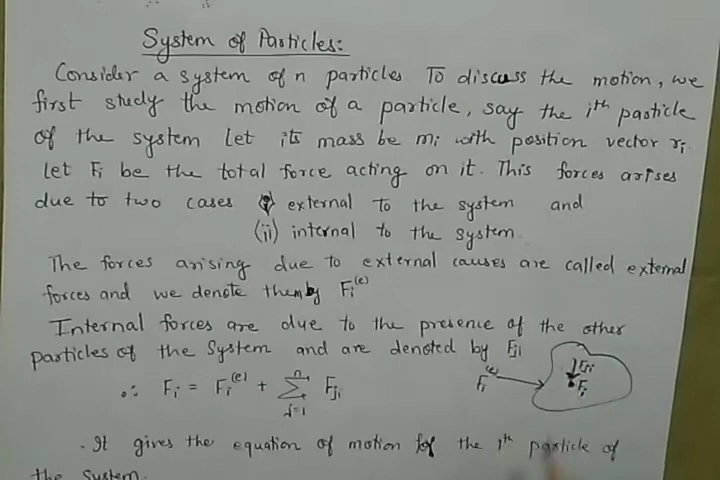 System of Particles:
Consider a system of n particles To discuss the motion, we
first study the motion of a particle, say the ith particle
of the system Let its mass be mi with position vector ri
Let Fi be the total force acting on it. This forces arises
due to two cases (i) external to the system and
(ii) internal to the system.
The forces arising due to external causes are called external
forces and we denote them by Fi(e)
Internal forces are due to the presence of the other
particles of the system and are denoted by Fji
∴ Fi = Fi(e) + Σ Fji
n
j=1
Fi(e)
Fji
Fi
- It gives the equation of motion for the ith particle of
the system.